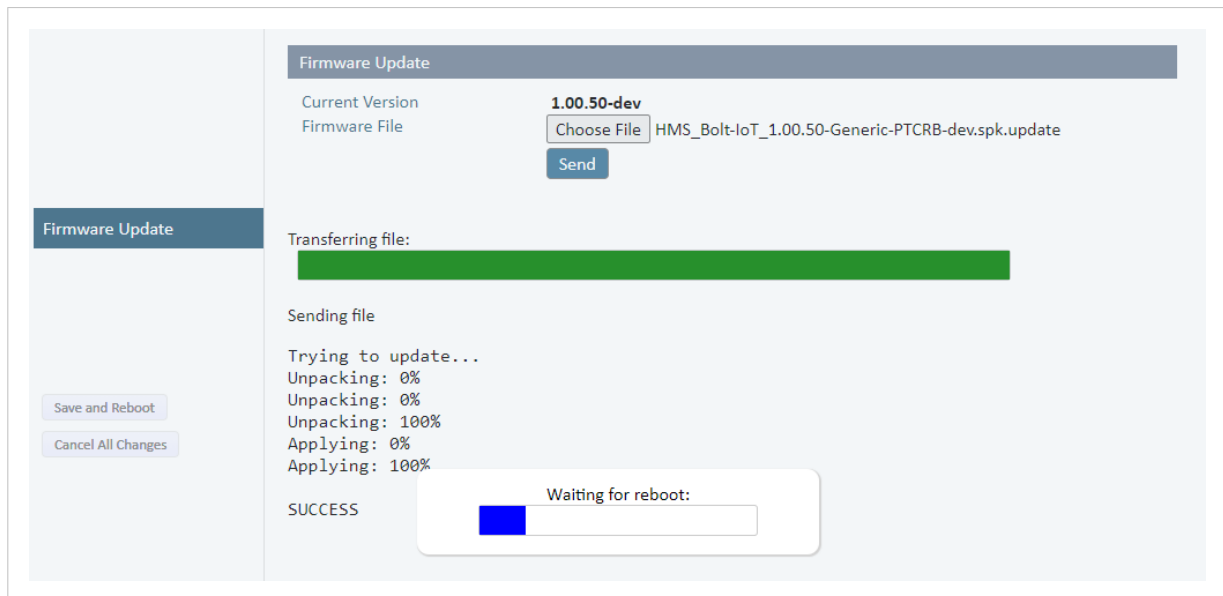 Firmware Update
Current Version 1.00.50-dev
Firmware File Choose File HMS_Bolt-IoT_1.00.50-Generic-PTCRB-dev.spk.update
Send
Firmware Update
Transferring file:
Sending file
Trying to update...
Unpacking: 0%
Unpacking: 0%
Unpacking: 100%
Applying: 0%
Applying: 100%
SUCCESS
Waiting for reboot:
Save and Reboot
Cancel All Changes